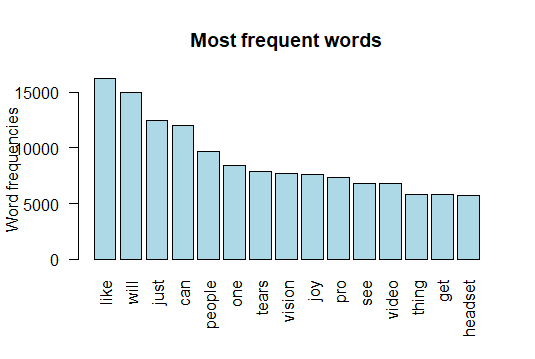 Most frequent words
Word frequencies
15000
10000
5000
0
like
will
just
can
people
one
tears
vision
joy
pro
see
video
thing
get
headset